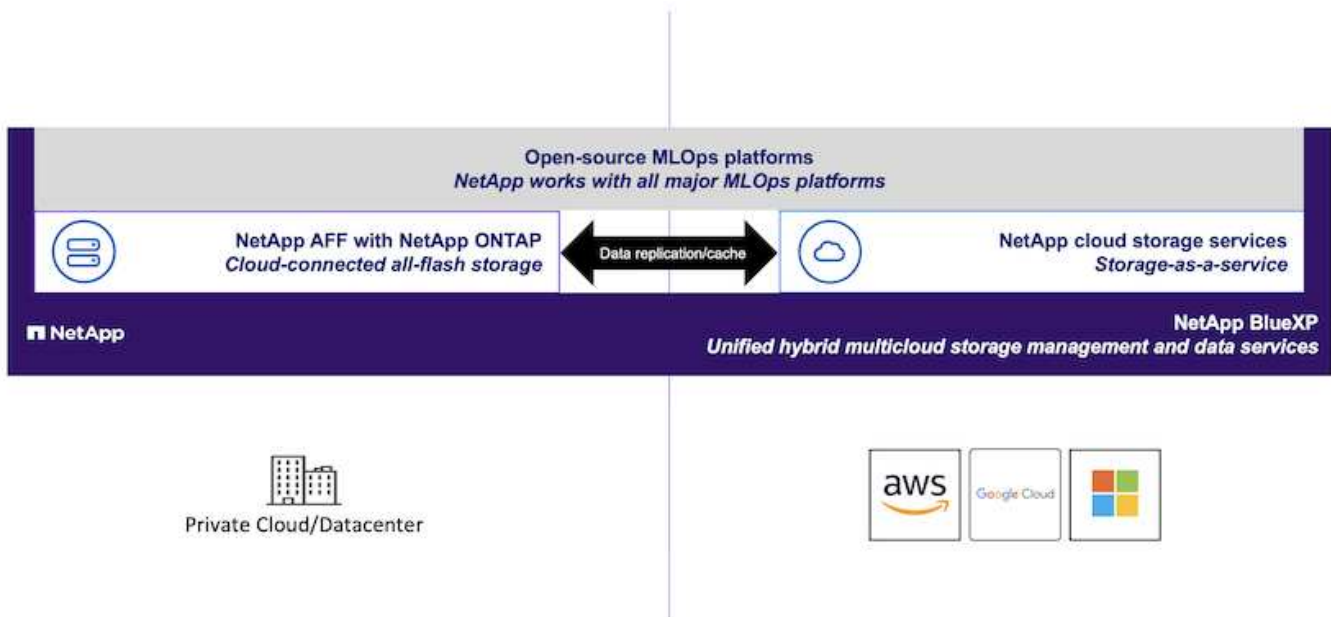 Open-source MLOps platforms
NetApp works with all major MLOps platforms
NetApp AFF with NetApp ONTAP
Cloud-connected all-flash storage
Data replication/cache
NetApp cloud storage services
Storage-as-a-service
NetApp
NetApp BlueXP
Unified hybrid multicloud storage management and data services
Private Cloud/Datacenter
aws
Google Cloud